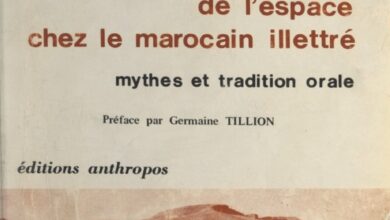 de l'espace
chez le marocain illettré
mythes et tradition orale
Préface par Germaine TILLION
éditions anthropos